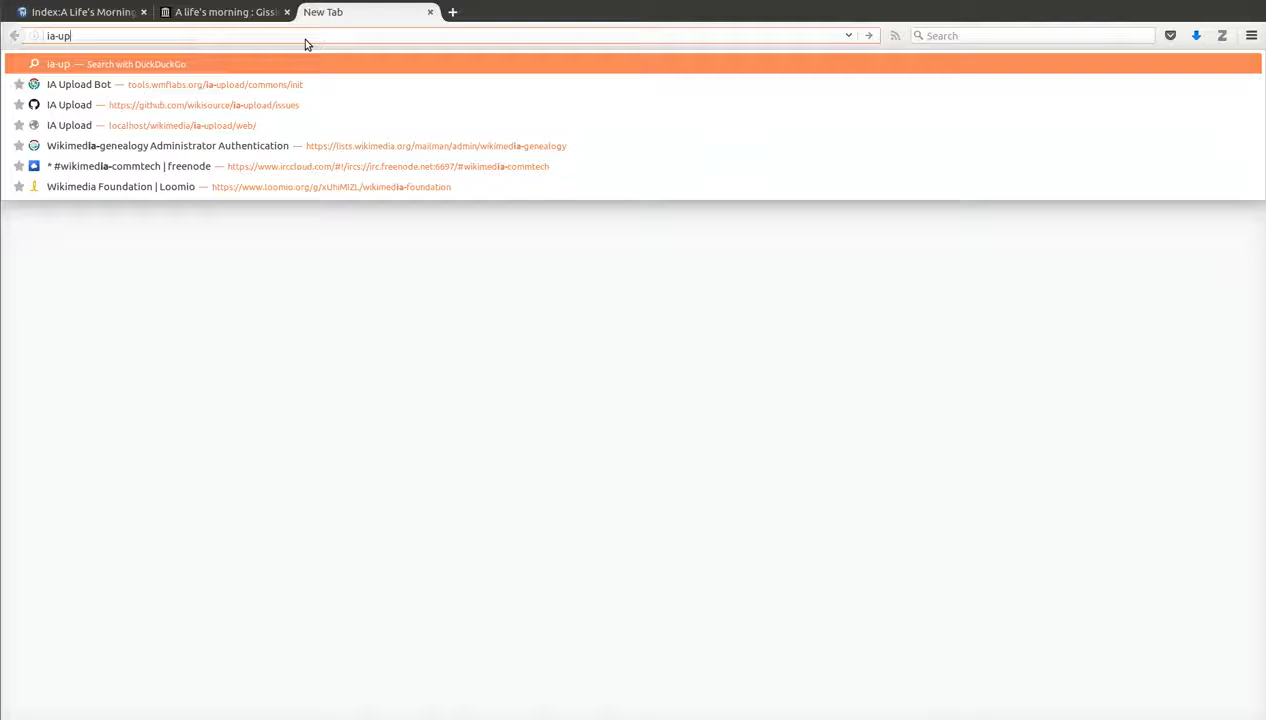 Index:A Life's Morning
A life's morning : Giss
New Tab
ia-up
Search
ia-up — Search with DuckDuckGo
IA Upload Bot — tools.wmflabs.org/ia-upload/commons/init
IA Upload — https://github.com/wikisource/ia-upload/issues
IA Upload — localhost/wikimedia/ia-upload/web/
Wikimedia-genealogy Administrator Authentication — https://lists.wikimedia.org/mailman/admin/wikimedia-genealogy
* #wikimedia-commtech | freenode — https://www.irccloud.com/#!/ircs://irc.freenode.net:6697/#wikimedia-commtech
Wikimedia Foundation | Loomio — https://www.loomio.org/g/xUhiMlZL/wikimedia-foundation